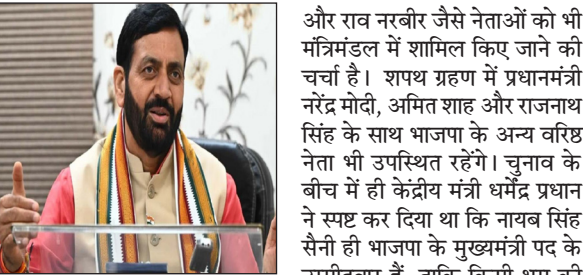 और राव नरबीर जैसे नेताओं को भी
मंत्रिमंडल में शामिल किए जाने की
चर्चा है। शपथ ग्रहण में प्रधानमंत्री
नरेंद्र मोदी, अमित शाह और राजनाथ
सिंह के साथ भाजपा के अन्य वरिष्ठ
नेता भी उपस्थित रहेंगे। चुनाव के
बीच में ही केंद्रीय मंत्री धर्मेंद्र प्रधान
ने स्पष्ट कर दिया था कि नायब सिंह
सैनी ही भाजपा के मुख्यमंत्री पद के